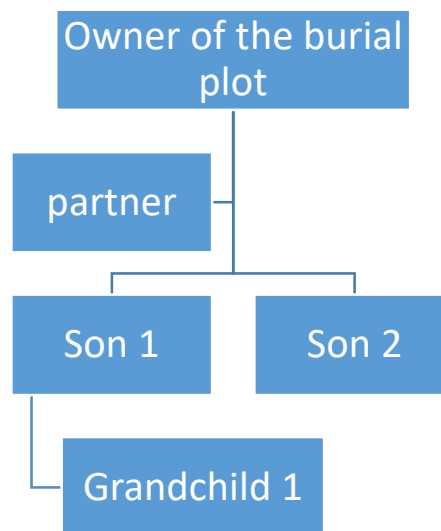 Owner of the burial
plot
partner
Son 1
Son 2
Grandchild 1